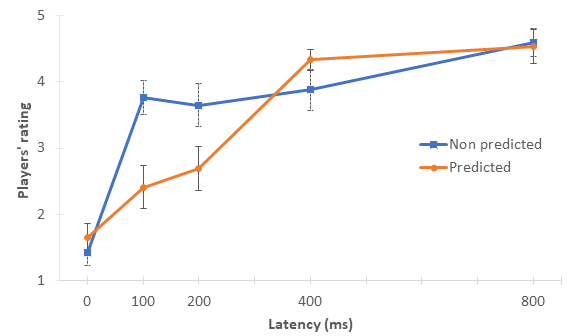 5
4
3
2
1
Players' rating
Non predicted
Predicted
0 100 200 400 800
Latency (ms)